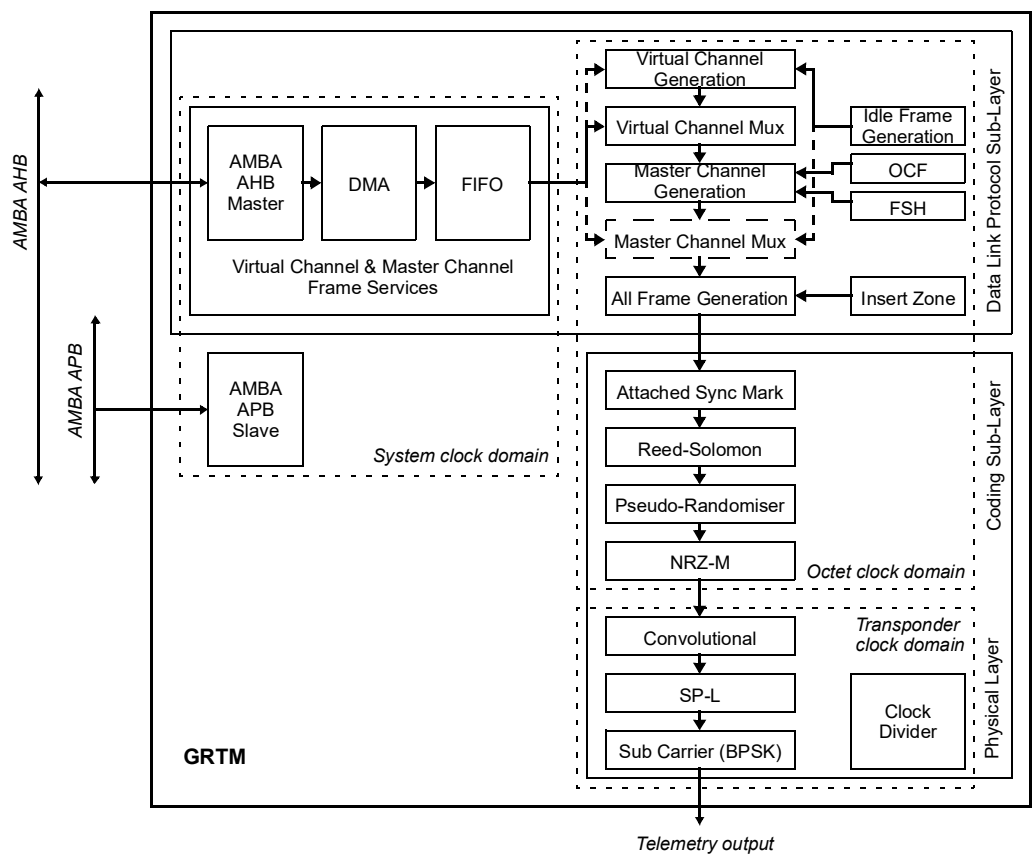 AMBA AHB
AMBA APB
AMBA
AHB
Master
DMA
FIFO
Virtual Channel & Master Channel
Frame Services
AMBA
APB
Slave
System clock domain
Virtual Channel
Generation
Virtual Channel Mux
Master Channel
Generation
Master Channel Mux
All Frame Generation
Idle Frame
Generation
OCF
FSH
Insert Zone
Data Link Protocol Sub-Layer
Attached Sync Mark
Reed-Solomon
Pseudo-Randomiser
NRZ-M
Octet clock domain
Coding Sub-Layer
Convolutional
SP-L
Sub Carrier (BPSK)
Transponder
clock domain
Clock
Divider
Physical Layer
GRTM
Telemetry output